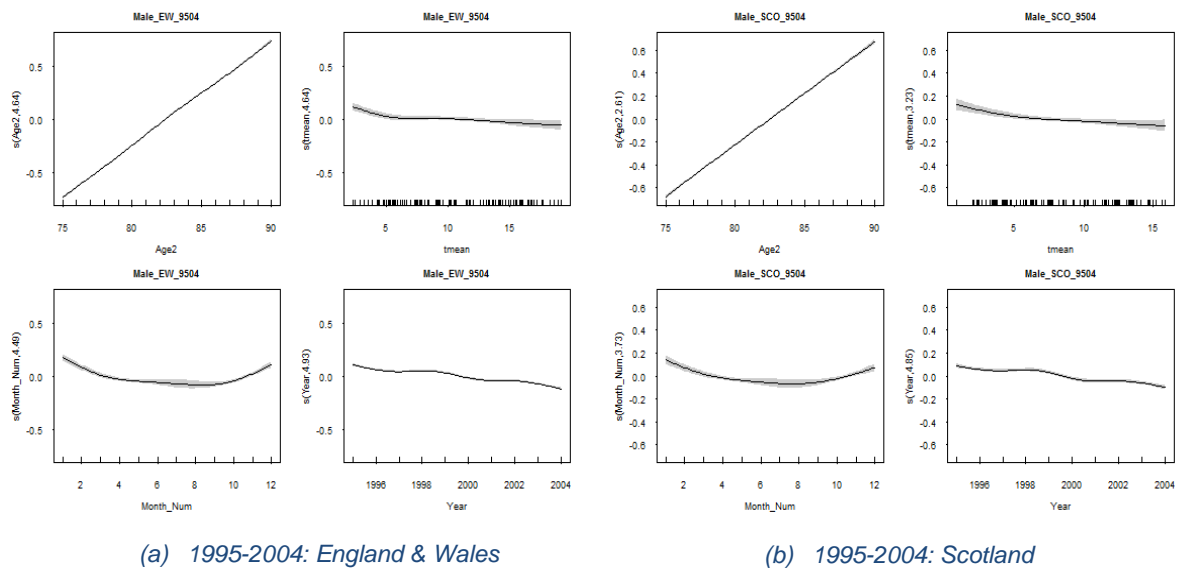 Male_EW_9504
s(Age2,4.64)
0.5
0.0
-0.5
75 80 85 90
Age2
Male_EW_9504
s(tmean,4.64)
0.5
0.0
-0.5
5 10 15
tmean
Male_SCO_9504
s(Age2,2.61)
0.6
0.4
0.2
0.0
-0.2
-0.4
-0.6
75 80 85 90
Age2
Male_SCO_9504
s(tmean,3.23)
0.6
0.4
0.2
0.0
-0.2
-0.4
-0.6
5 10 15
tmean
Male_EW_9504
s(Month_Num,4.49)
0.5
0.0
-0.5
2 4 6 8 10 12
Month_Num
Male_EW_9504
s(Year,4.93)
0.5
0.0
-0.5
1996 1998 2000 2002 2004
Year
Male_SCO_9504
s(Month_Num,3.73)
0.6
0.4
0.2
0.0
-0.2
-0.4
-0.6
2 4 6 8 10 12
Month_Num
Male_SCO_9504
s(Year,4.85)
0.6
0.4
0.2
0.0
-0.2
-0.4
-0.6
1996 1998 2000 2002 2004
Year
(a) 1995-2004: England & Wales
(b) 1995-2004: Scotland